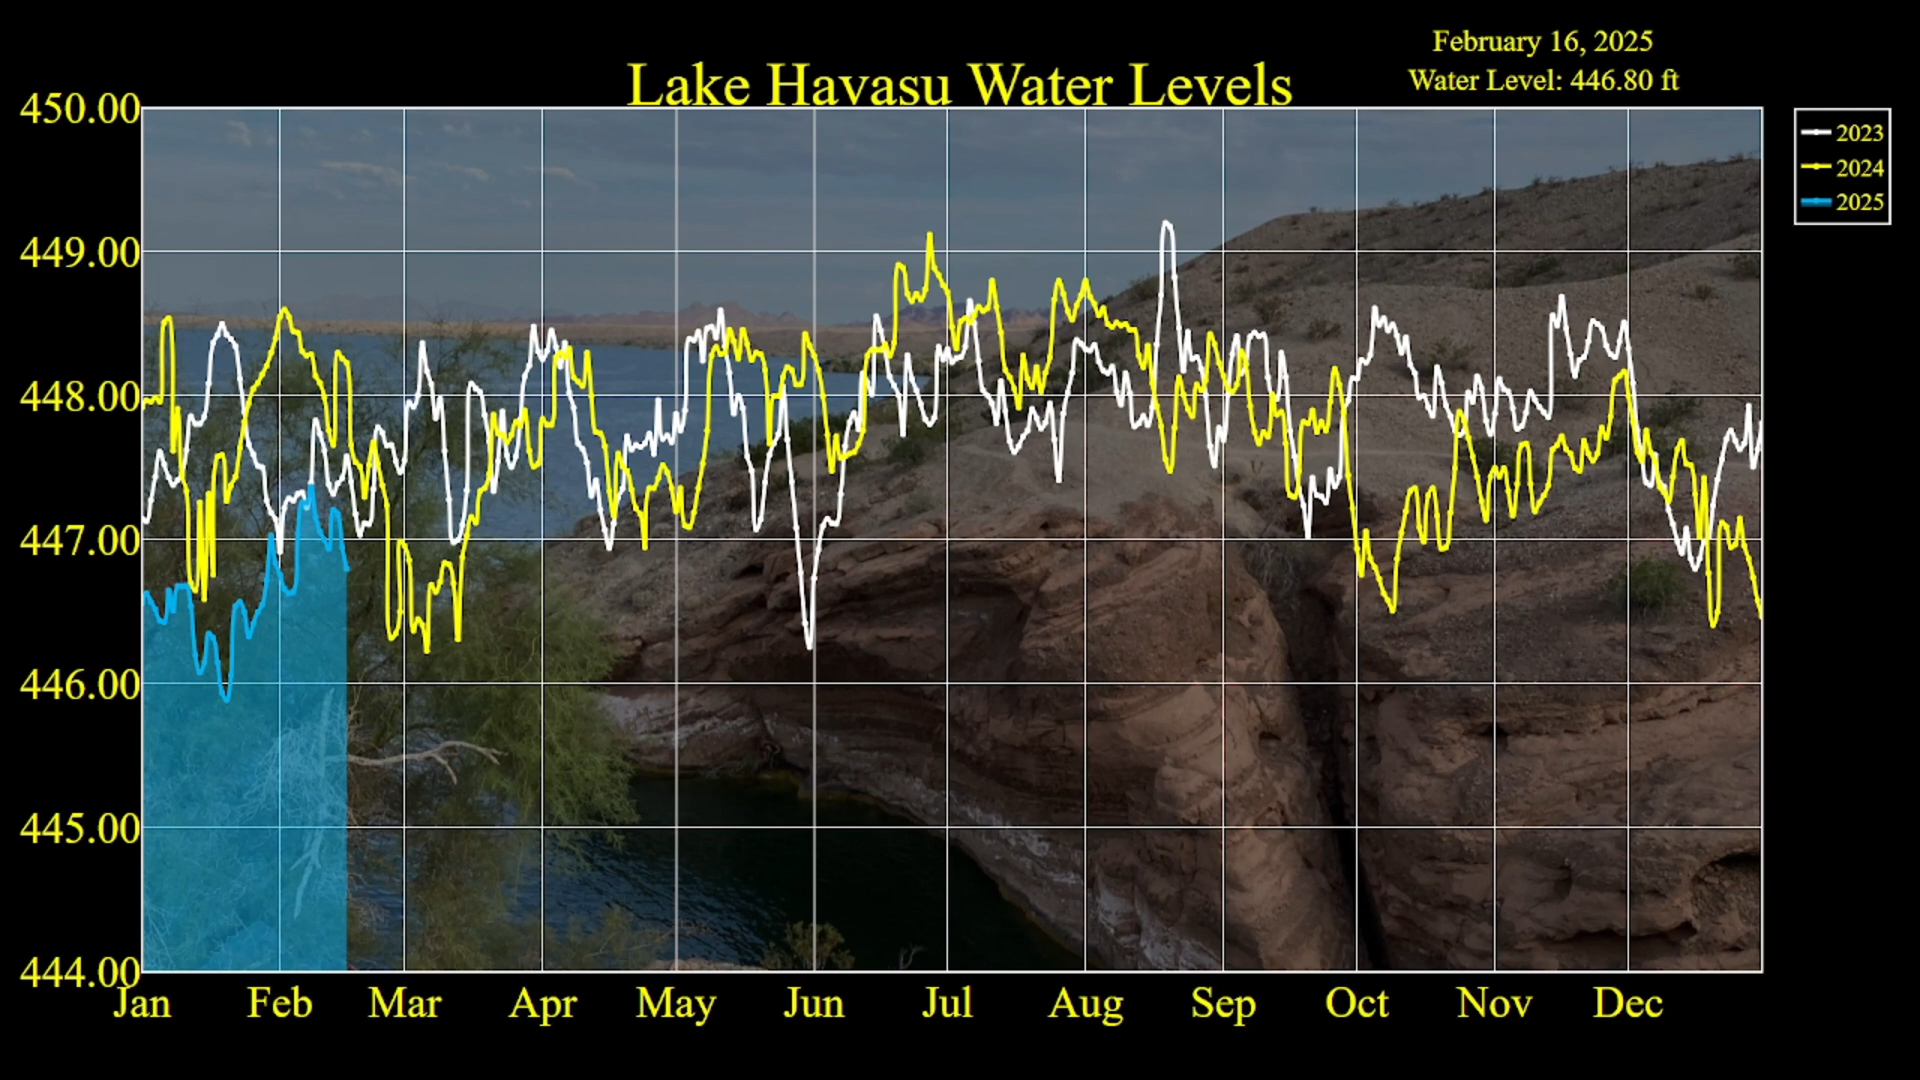 February 16, 2025
Water Level: 446.80 ft
Lake Havasu Water Levels
450.00
449.00
448.00
447.00
446.00
445.00
444.00
2023
2024
2025
Jan Feb Mar Apr May Jun Jul Aug Sep Oct Nov Dec